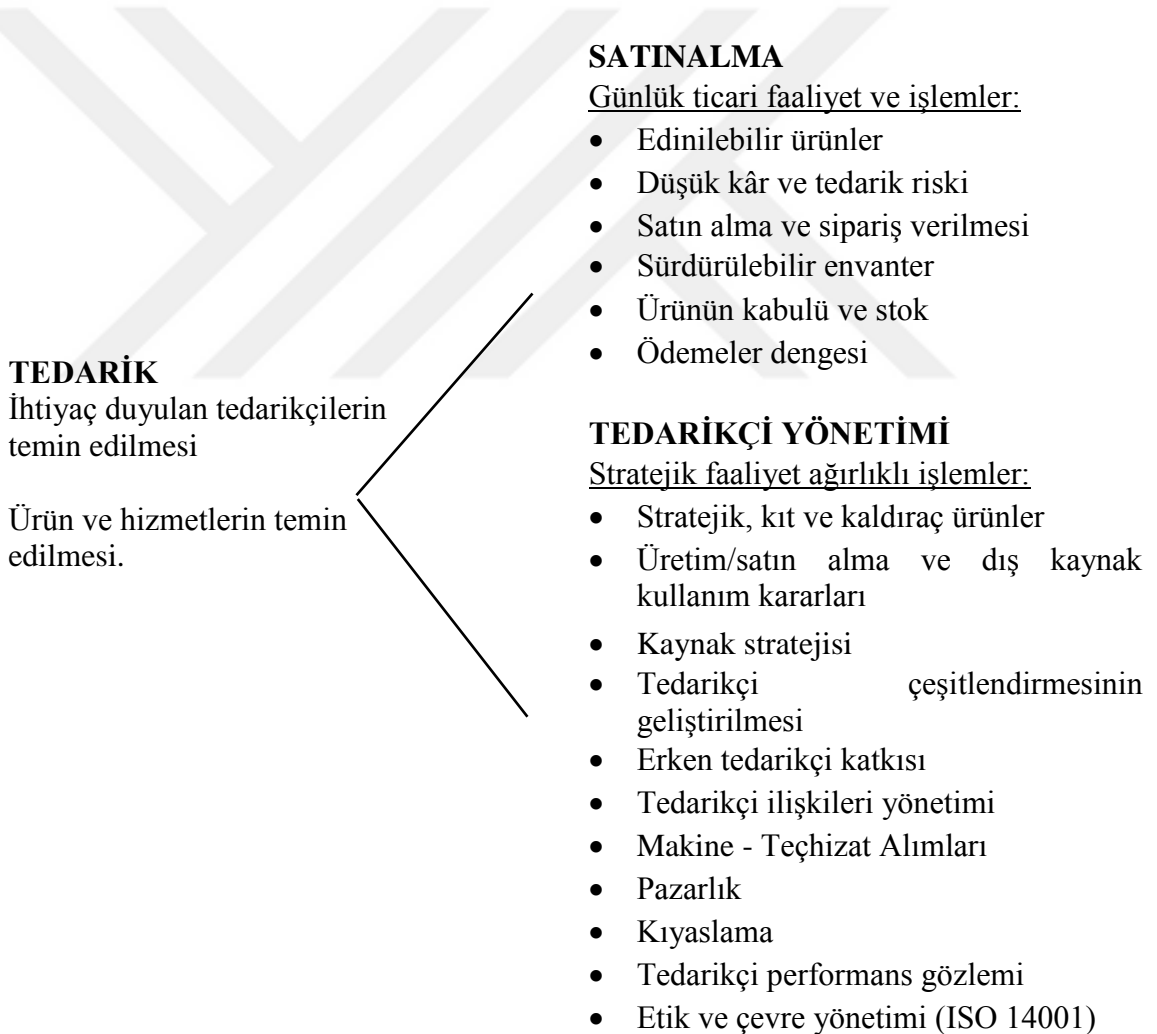 SATINALMA
Günlük ticari faaliyet ve işlemler:
• Edinilebilir ürünler
• Düşük kâr ve tedarik riski
• Satın alma ve sipariş verilmesi
• Sürdürülebilir envanter
• Ürünün kabulü ve stok
• Ödemeler dengesi
TEDARİK
İhtiyaç duyulan tedarikçilerin
temin edilmesi
Ürün ve hizmetlerin temin
edilmesi.
TEDARİKÇİ YÖNETİMİ
Stratejik faaliyet ağırlıklı işlemler:
• Stratejik, kıt ve kaldıraç ürünler
• Üretim/satın alma ve dış kaynak
kullanım kararları
• Kaynak stratejisi
• Tedarikçi çeşitlendirmesinin
geliştirilmesi
• Erken tedarikçi katkısı
• Tedarikçi ilişkileri yönetimi
• Makine - Teçhizat Alımları
• Pazarlık
• Kıyaslama
• Tedarikçi performans gözlemi
• Etik ve çevre yönetimi (ISO 14001)